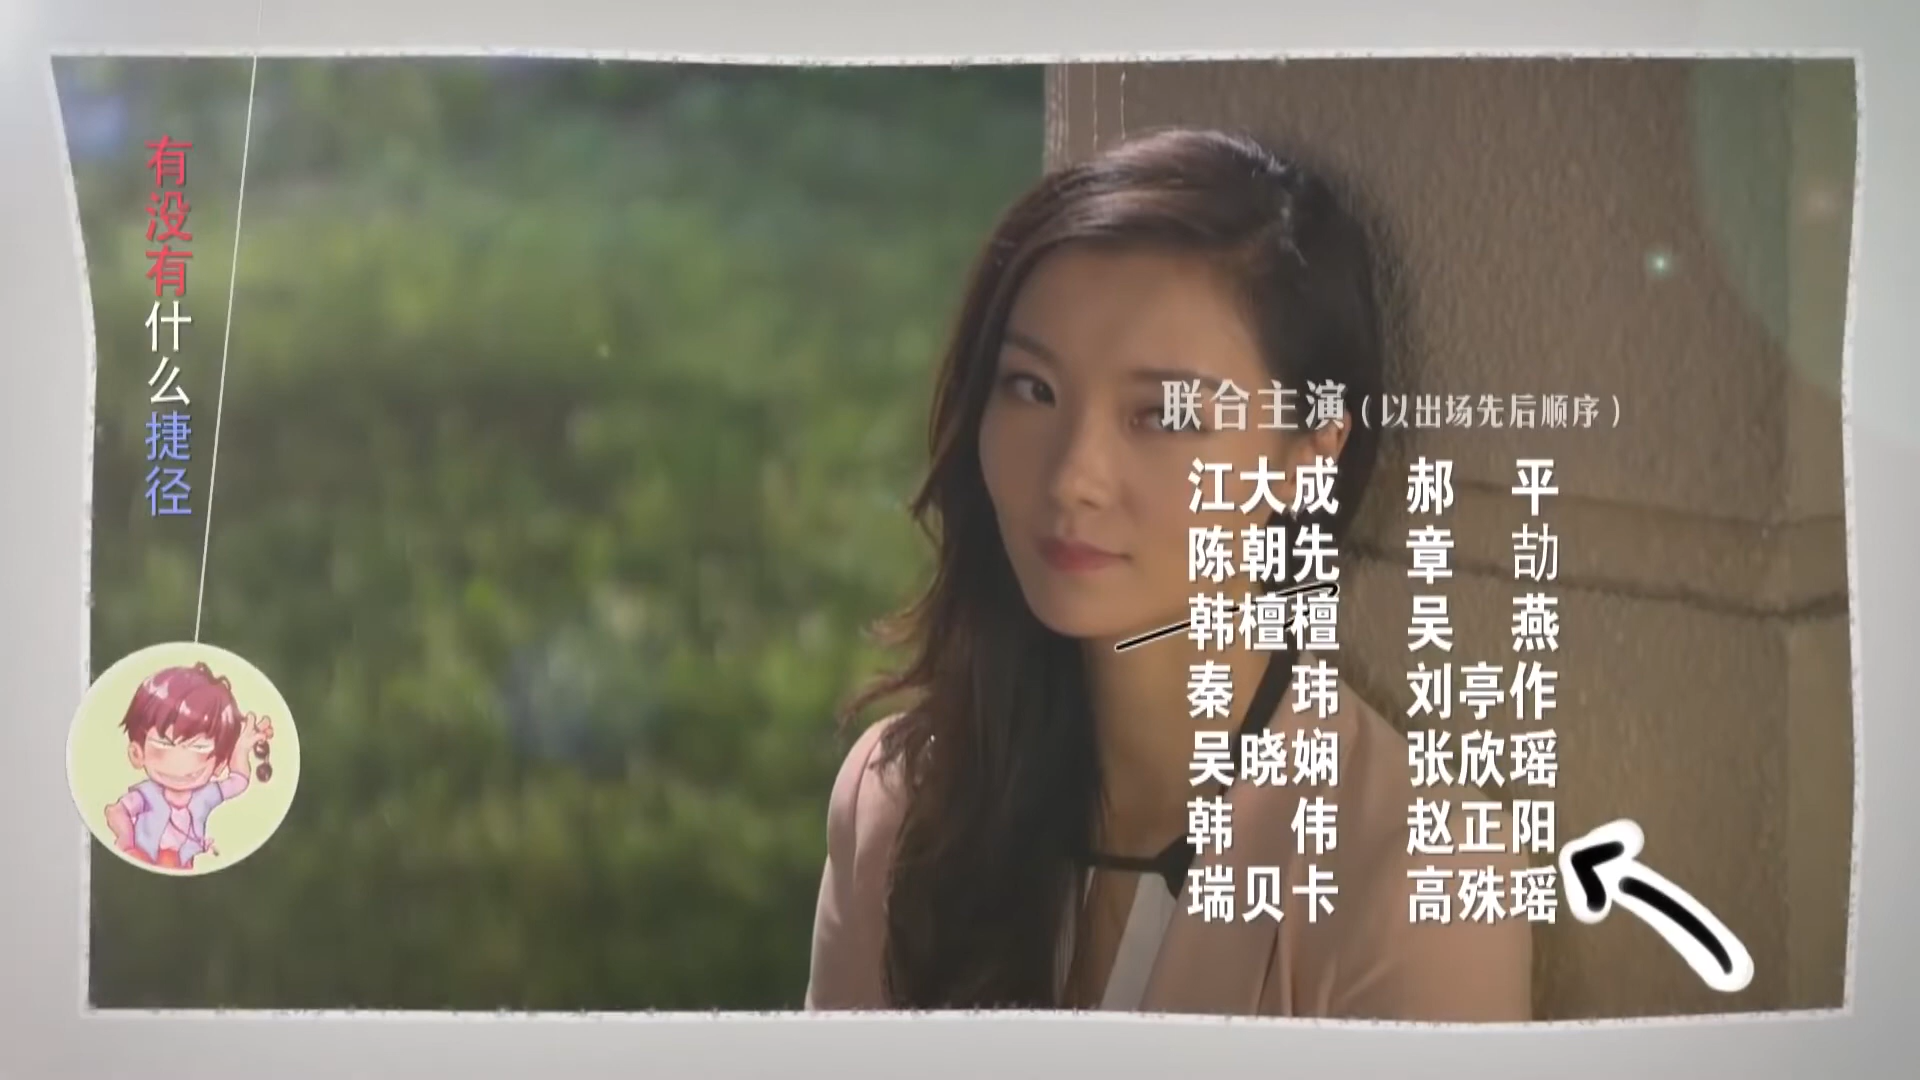 有没有什么捷径
联合主演（以出场先后顺序）
江大成 郝 平
陈朝先 章 劼
韩檀檀 吴 燕
秦 玮 刘亭作
吴晓娴 张欣瑶
韩 伟 赵正阳
瑞贝卡 高殊瑶